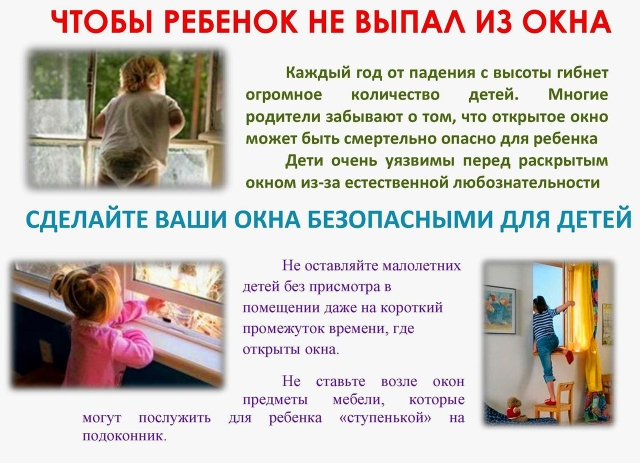 ЧТОБЫ РЕБЕНОК НЕ ВЫПАЛ ИЗ ОКНА
Каждый год от падения с высоты гибнет
огромное количество детей. Многие
родители забывают о том, что открытое окно
может быть смертельно опасно для ребенка
Дети очень уязвимы перед раскрытым
окном из-за естественной любознательности
СДЕЛАЙТЕ ВАШИ ОКНА БЕЗОПАСНЫМИ ДЛЯ ДЕТЕЙ
Не оставляйте малолетних
детей без присмотра в
помещении даже на короткий
промежуток времени, где
открыты окна.
Не ставьте возле окон
предметы мебели, которые
могут послужить для ребенка «ступенькой» на
подоконник.